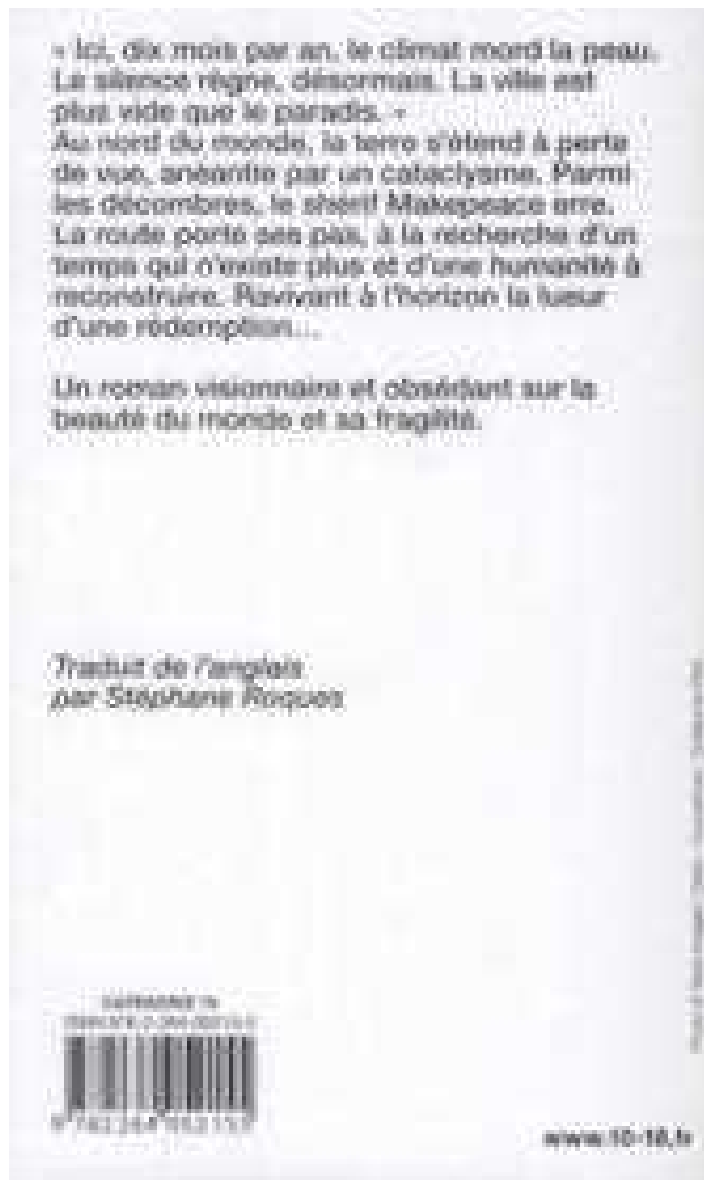 « Ici, dix mois par an, le climat mord la peau.
Le silence règne, désormais. La ville est
plus vide que le paradis. »
Au nord du monde, la terre s'étend à perte
de vue, anéantie par un cataclysme. Parmi
les décombres, le shérif Makepeace erre.
La route porte ses pas, à la recherche d'un
temps qui n'existe plus et d'une humanité à
reconstruire. Ravivant à l'horizon la lueur
d'une rédemption...
Un roman visionnaire et obsédant sur la
beauté du monde et sa fragilité.
Traduit de l'anglais
par Stéphane Roques
9 782264 052155
www.10-18.fr